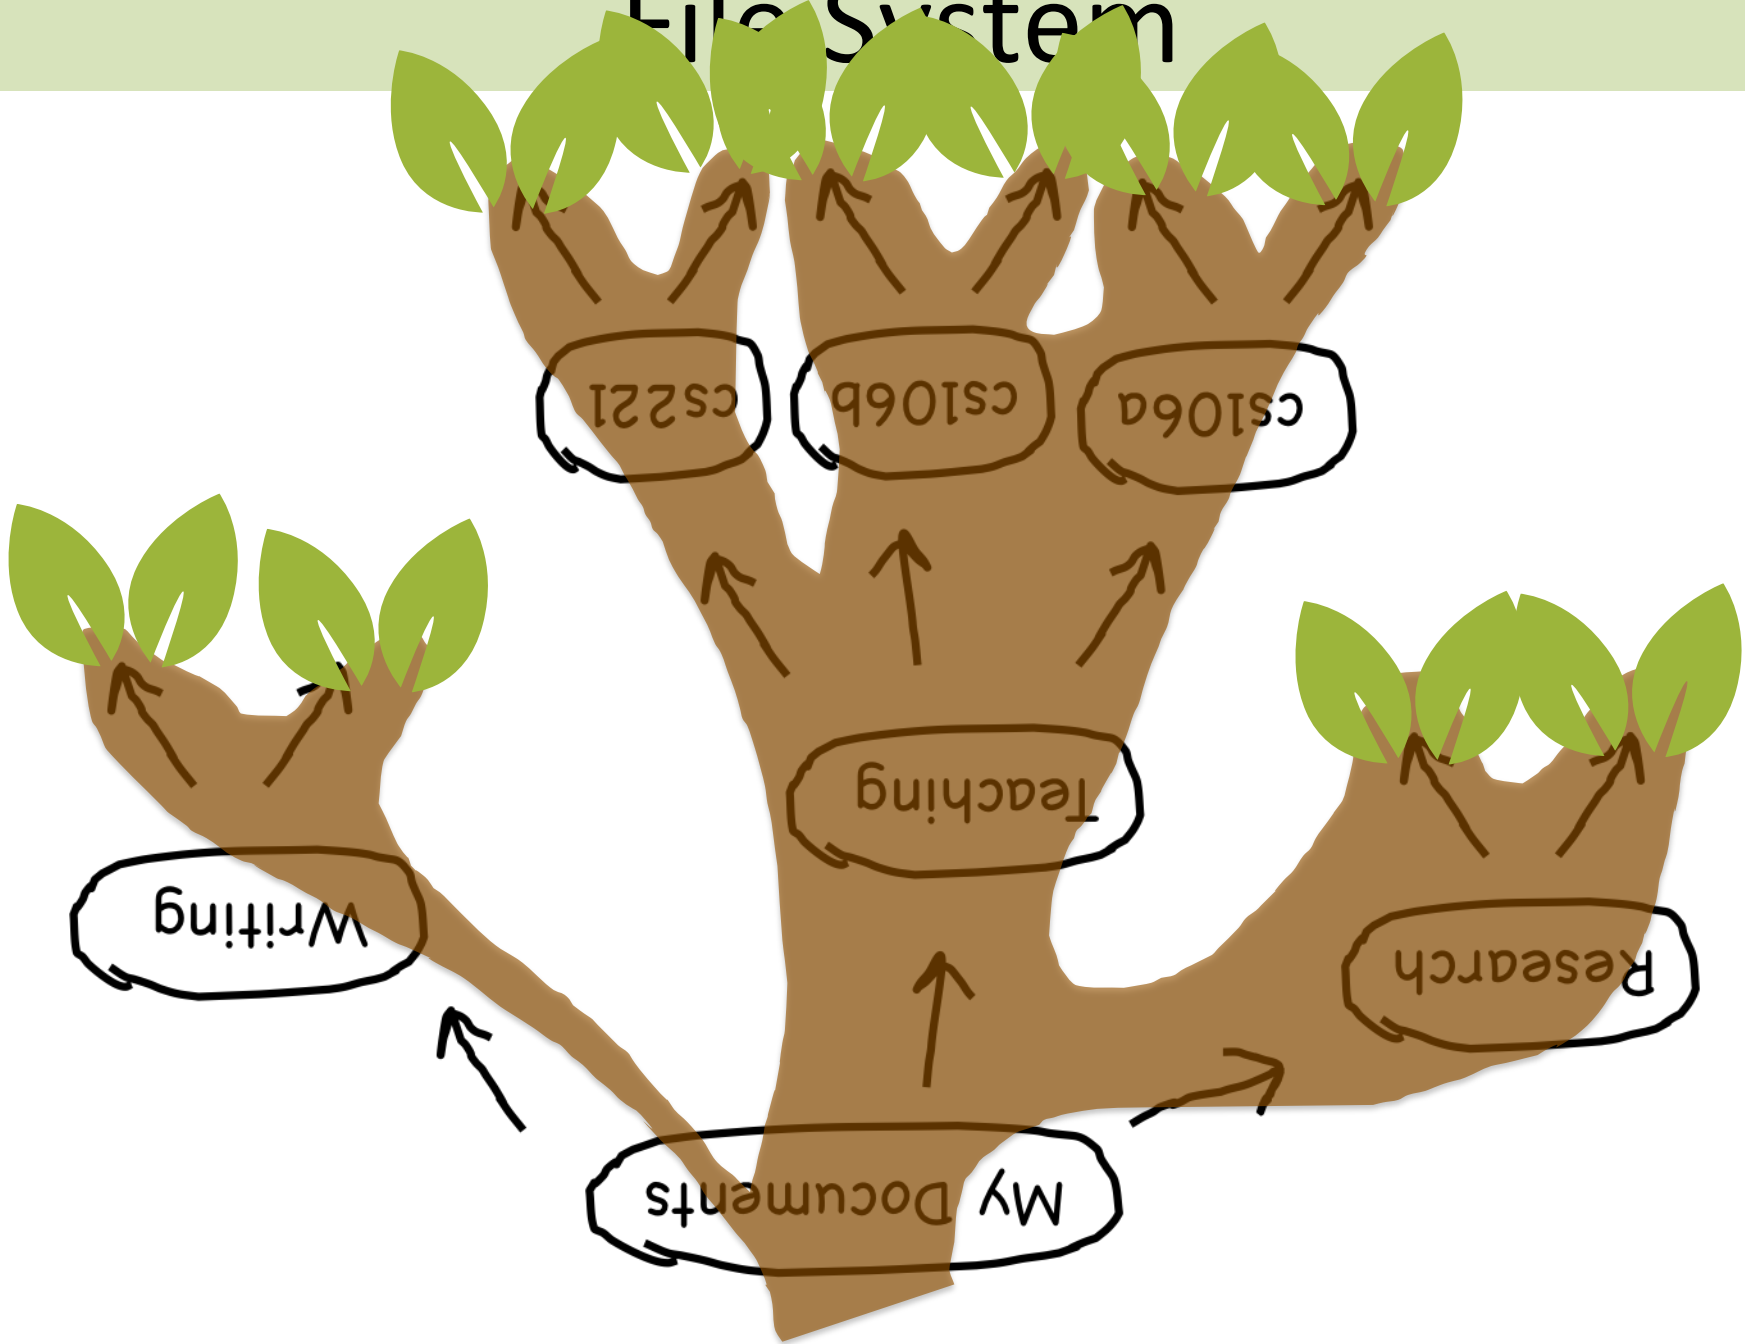 File System
cs221
cs106b
cs106a
Teaching
Writing
Research
My Documents